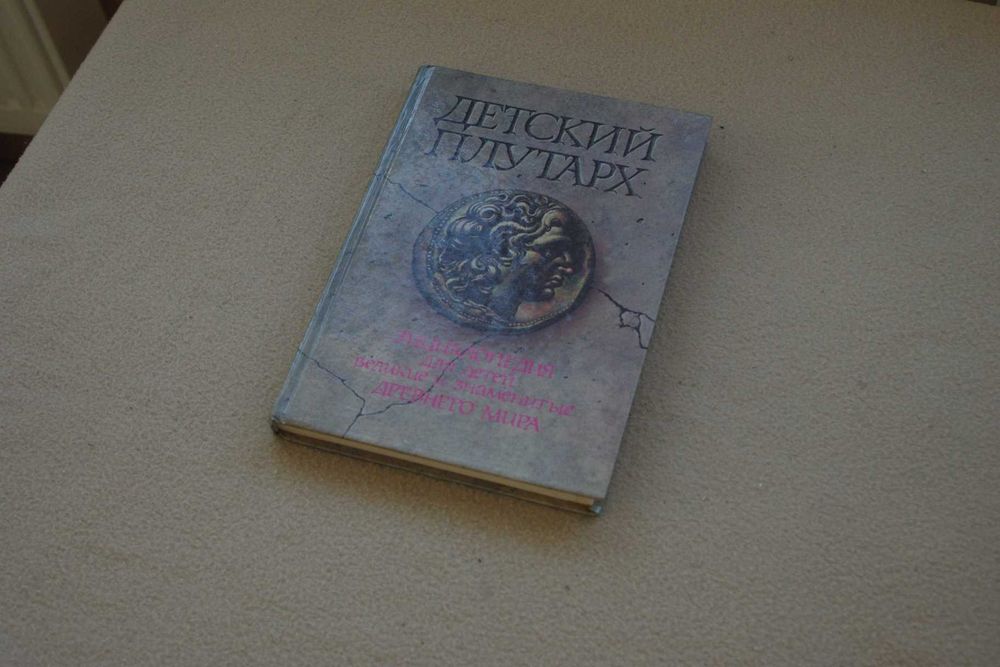 ДЕТСКИЙ
ПЛУТАРХ
Энциклопедия
для детей
великие и знаменитые
ДРЕВНЕГО МИРА